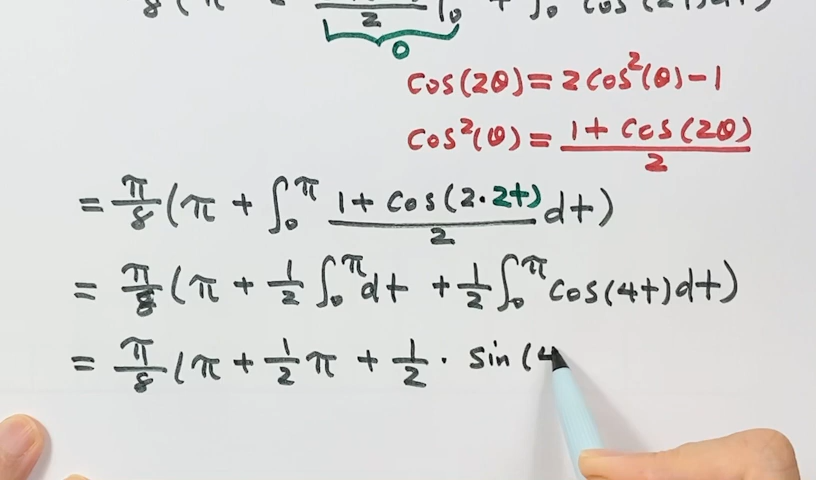 cos(2θ) = 2cos²(θ) - 1
cos²(θ) = (1 + cos(2θ))/2
= π/8 (π + ∫₀^π (1 + cos(2·2t))/2 dt)
= π/8 (π + 1/2 ∫₀^π dt + 1/2 ∫₀^π cos(4t)dt)
= π/8 (π + 1/2 π + 1/2 · sin(4